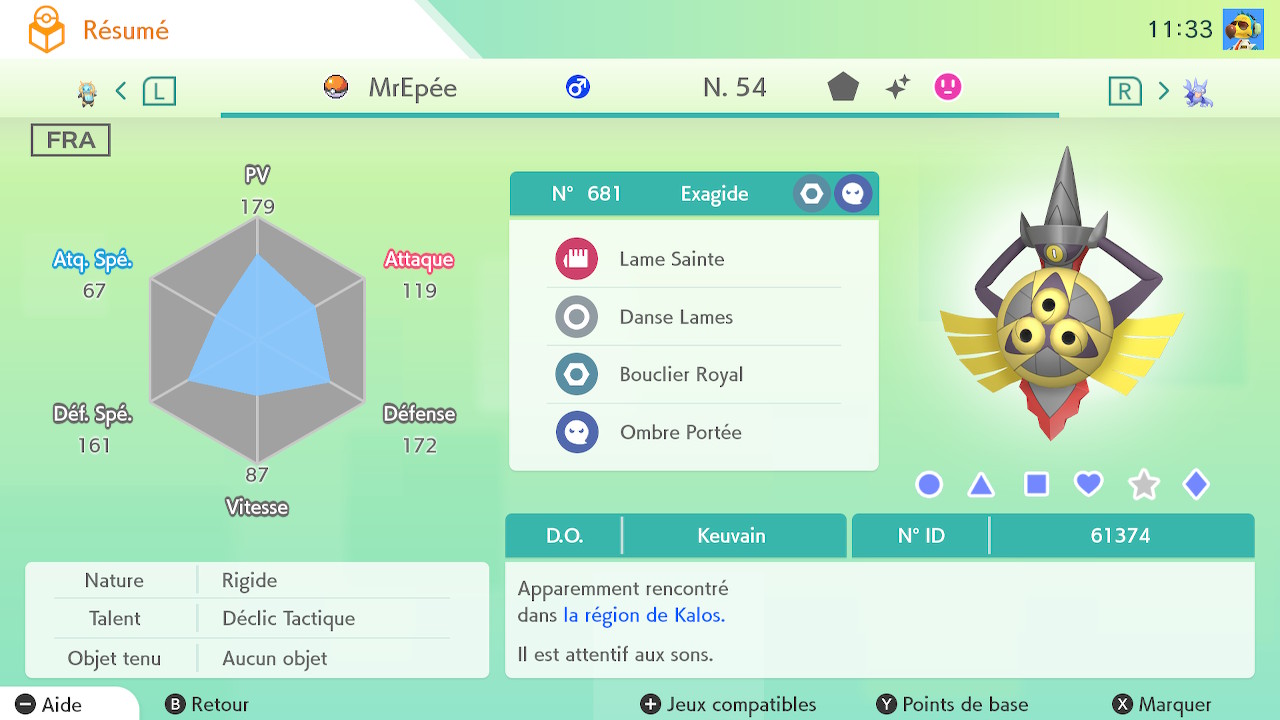 Résumé
11:33
L
MrEpée
N. 54
R
FRA
PV
179
Atq. Spé.
67
Attaque
119
Déf. Spé.
161
Défense
172
87
Vitesse
N° 681 Exagide
Lame Sainte
Danse Lames
Bouclier Royal
Ombre Portée
D.O. Keuvain
N° ID 61374
Nature Rigide
Talent Déclic Tactique
Objet tenu Aucun objet
Apparemment rencontré
dans la région de Kalos.
Il est attentif aux sons.
Aide
B Retour
Jeux compatibles
Y Points de base
X Marquer